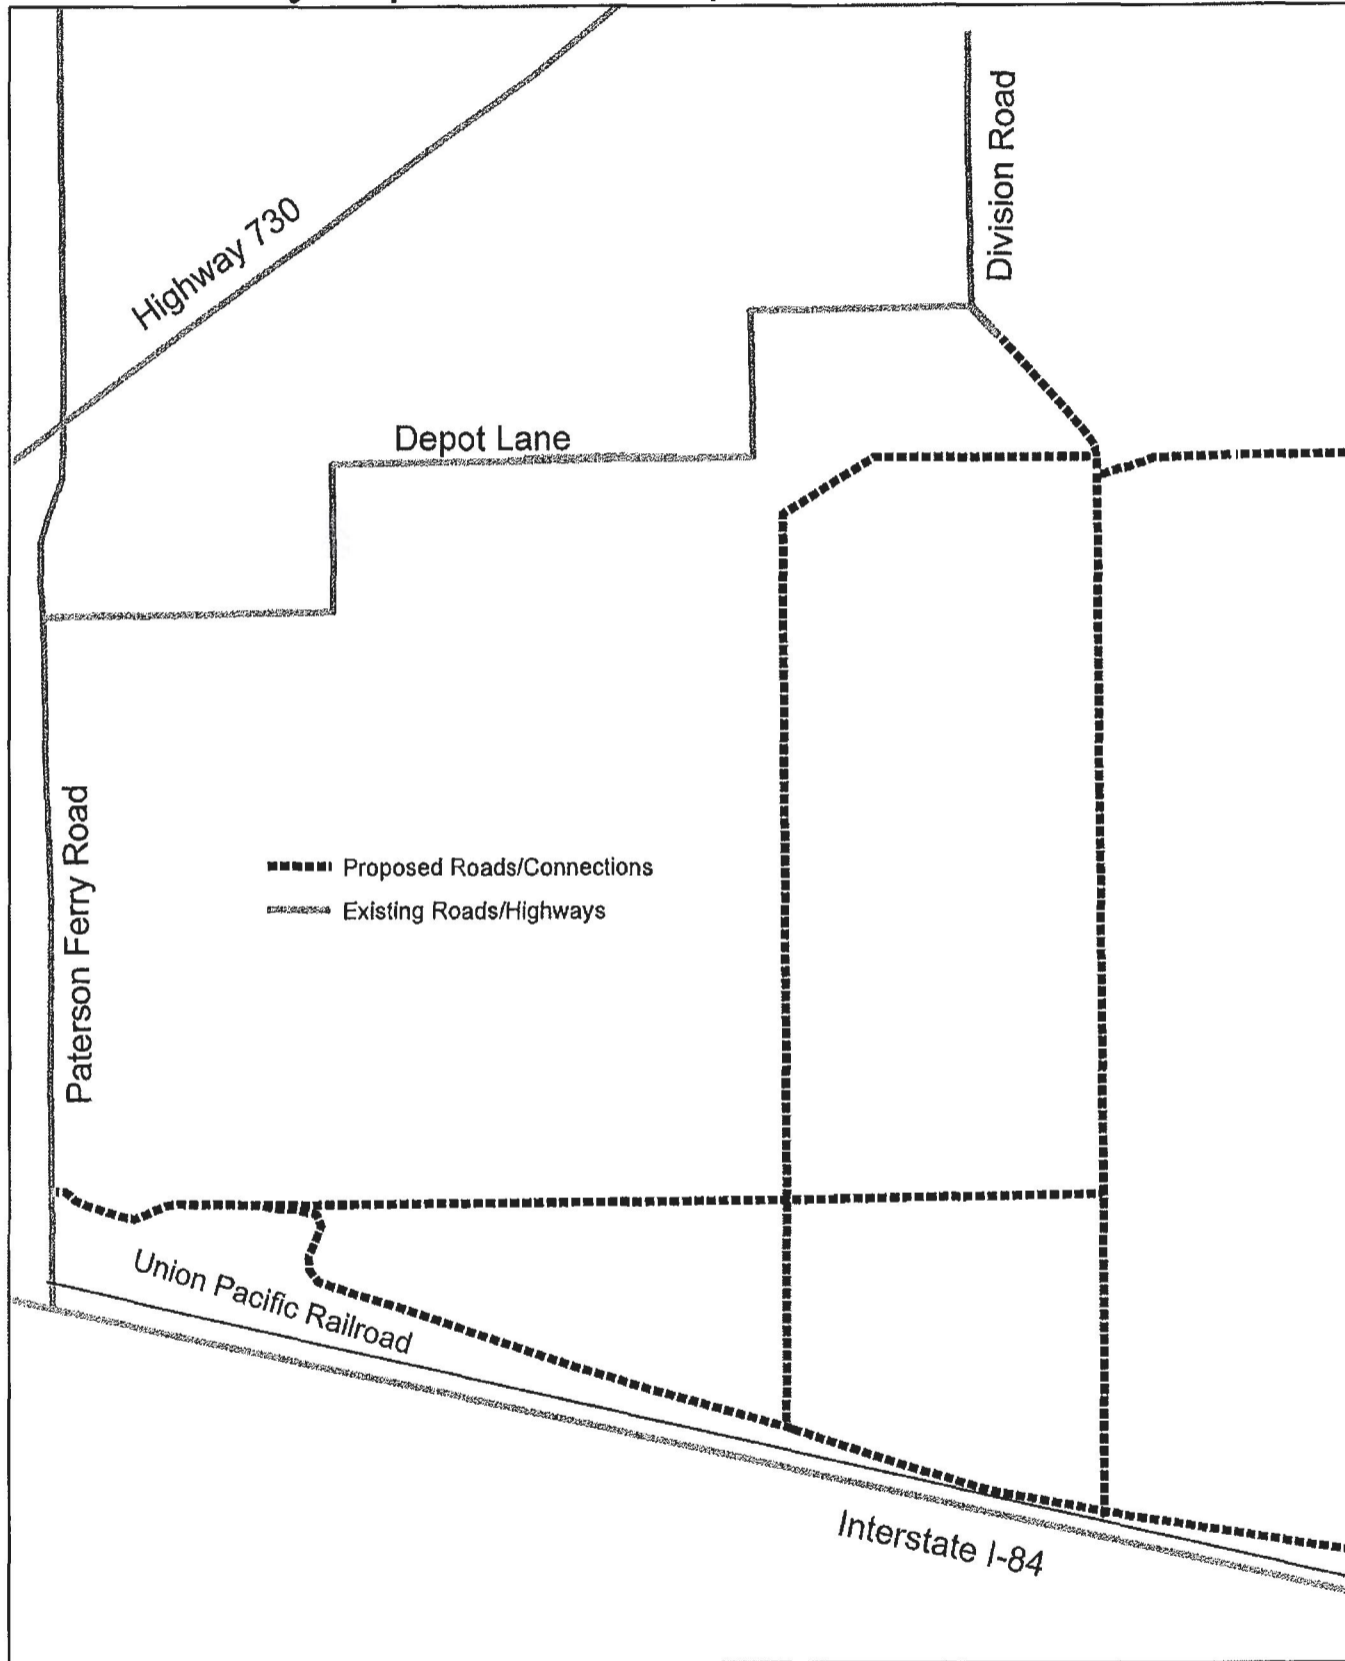 Division Road
Highway 730
Depot Lane
Paterson Ferry Road
Proposed Roads/Connections
Existing Roads/Highways
Union Pacific Railroad
Interstate I-84